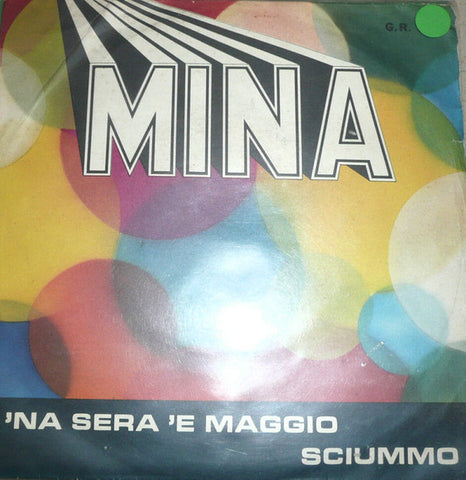 G.R.
MINA
'NA SERA 'E MAGGIO
SCIUMMO